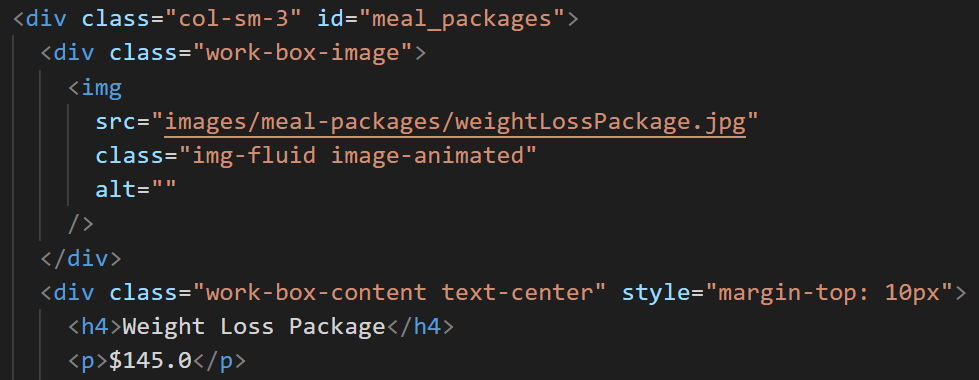 <div class="col-sm-3" id="meal_packages">
<div class="work-box-image">
<img
src="images/meal-packages/weightLossPackage.jpg"
class="img-fluid image-animated"
alt=""
/>
</div>
<div class="work-box-content text-center" style="margin-top: 10px">
<h4>Weight Loss Package</h4>
<p>$145.0</p>